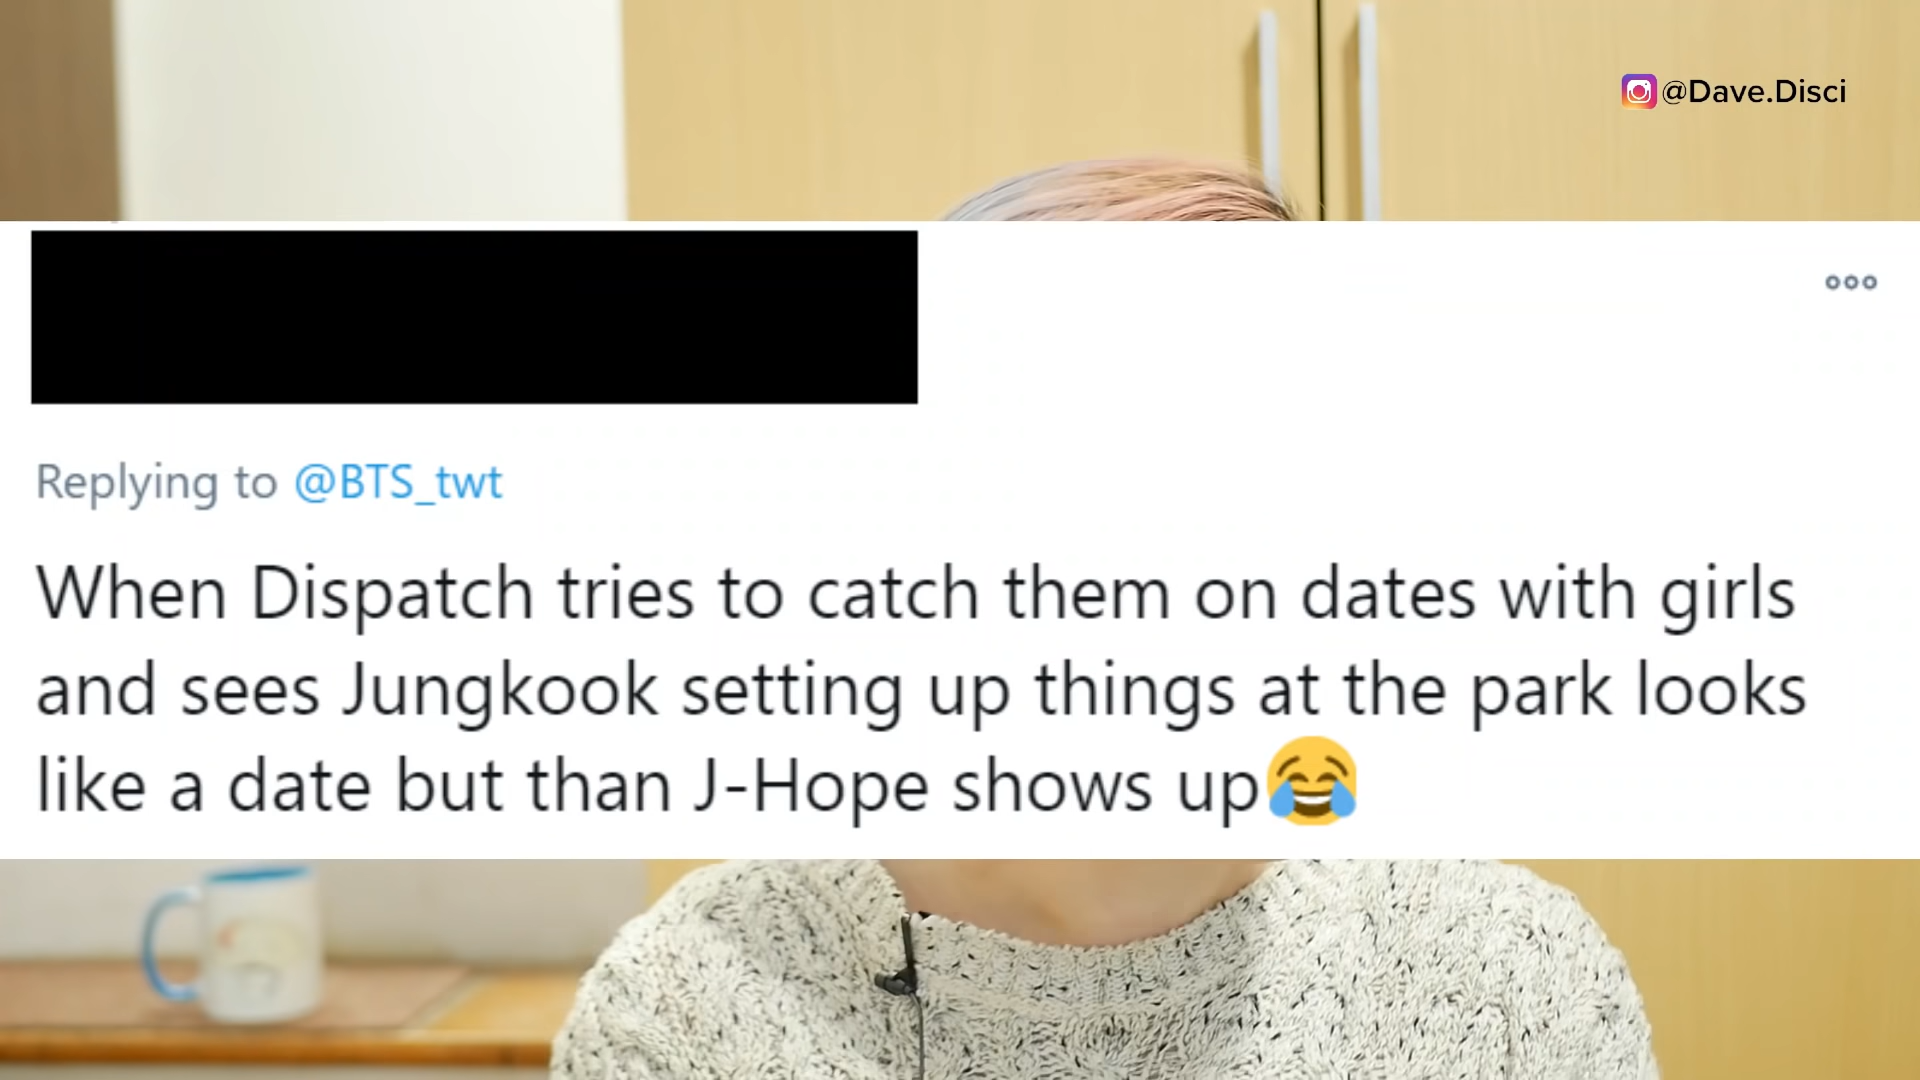 @Dave.Disci
Replying to @BTS_twt
When Dispatch tries to catch them on dates with girls
and sees Jungkook setting up things at the park looks
like a date but than J-Hope shows up😂